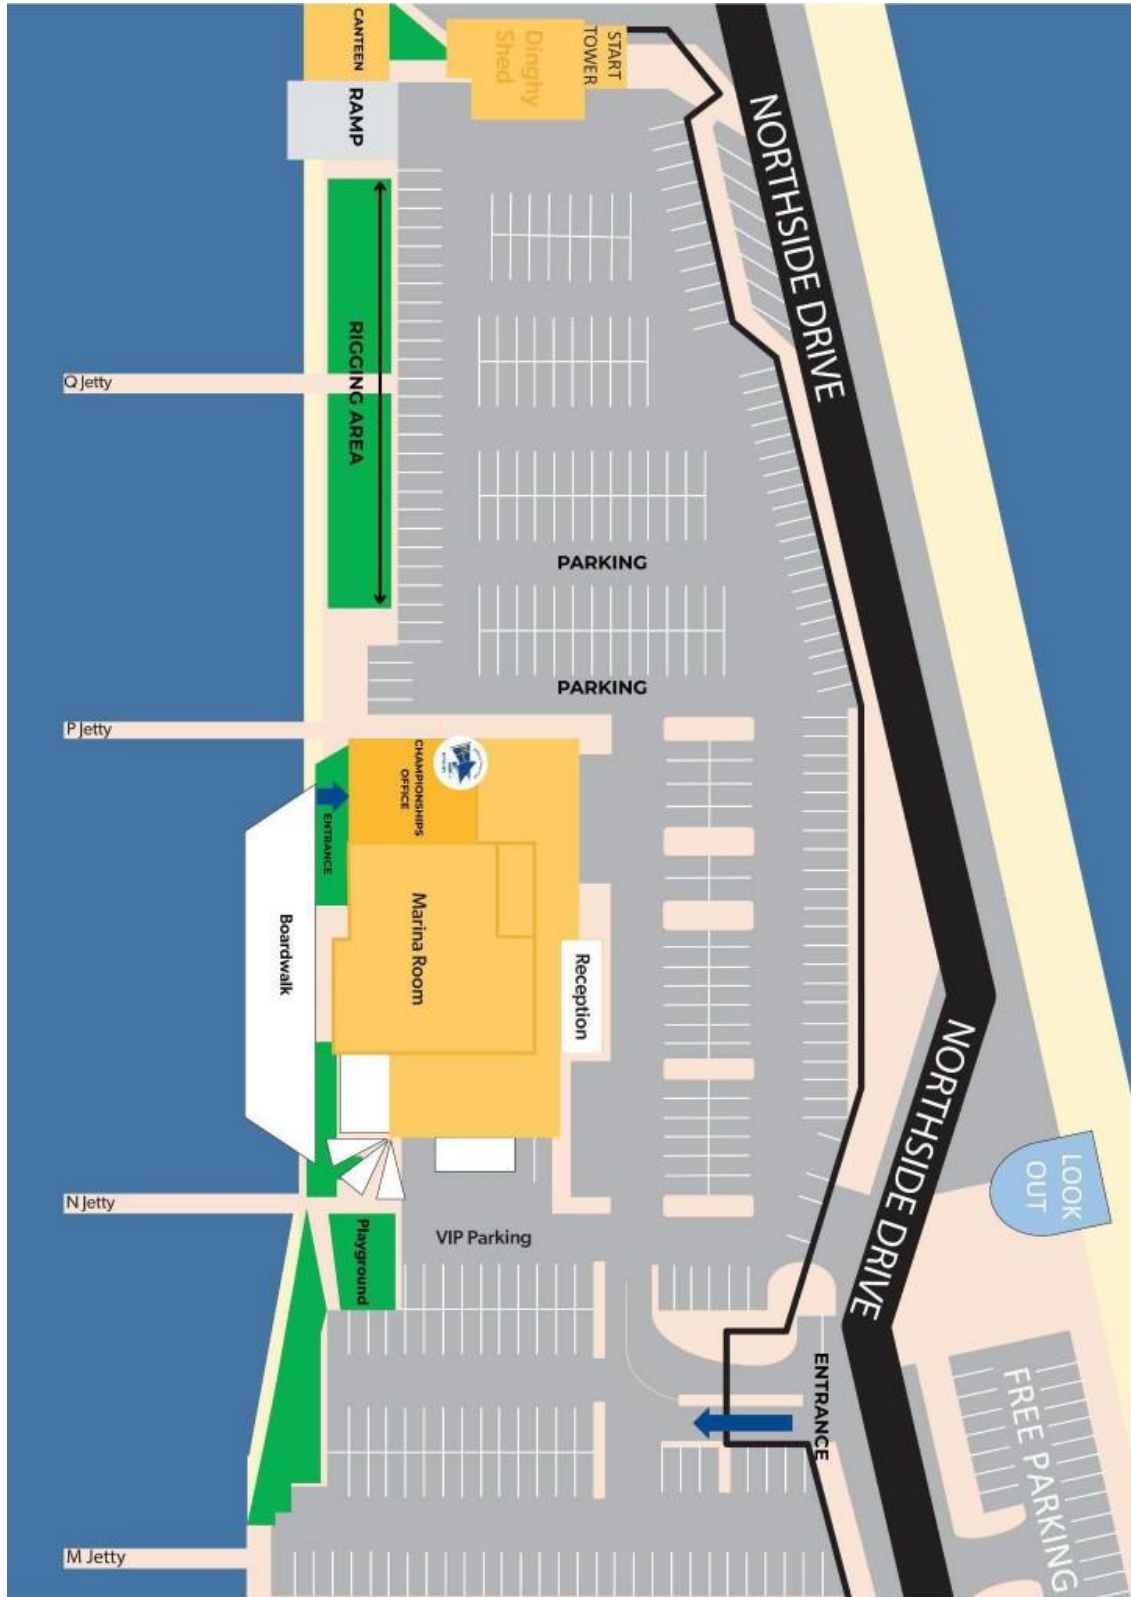 CANTEEN
Dinghy
Shed
START
TOWER
RAMP
NORTHSIDE DRIVE
RIGGING AREA
Q Jetty
PARKING
PARKING
P Jetty
CHAMPIONSHIPS
OFFICE
ENTRANCE
Marina Room
Boardwalk
Reception
NORTHSIDE DRIVE
LOOK
OUT
N Jetty
Playground
VIP Parking
ENTRANCE
FREE PARKING
M Jetty